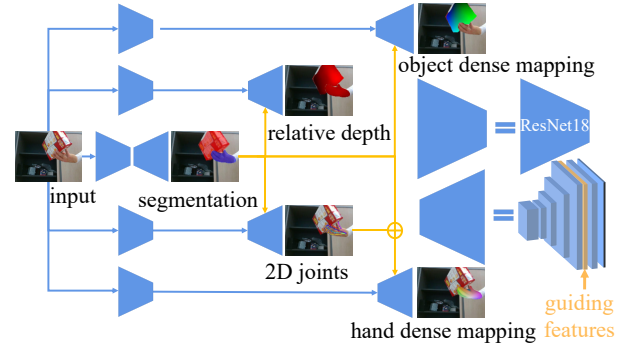 object dense mapping
relative depth
ResNet18
input
segmentation
2D joints
guiding
features
hand dense mapping